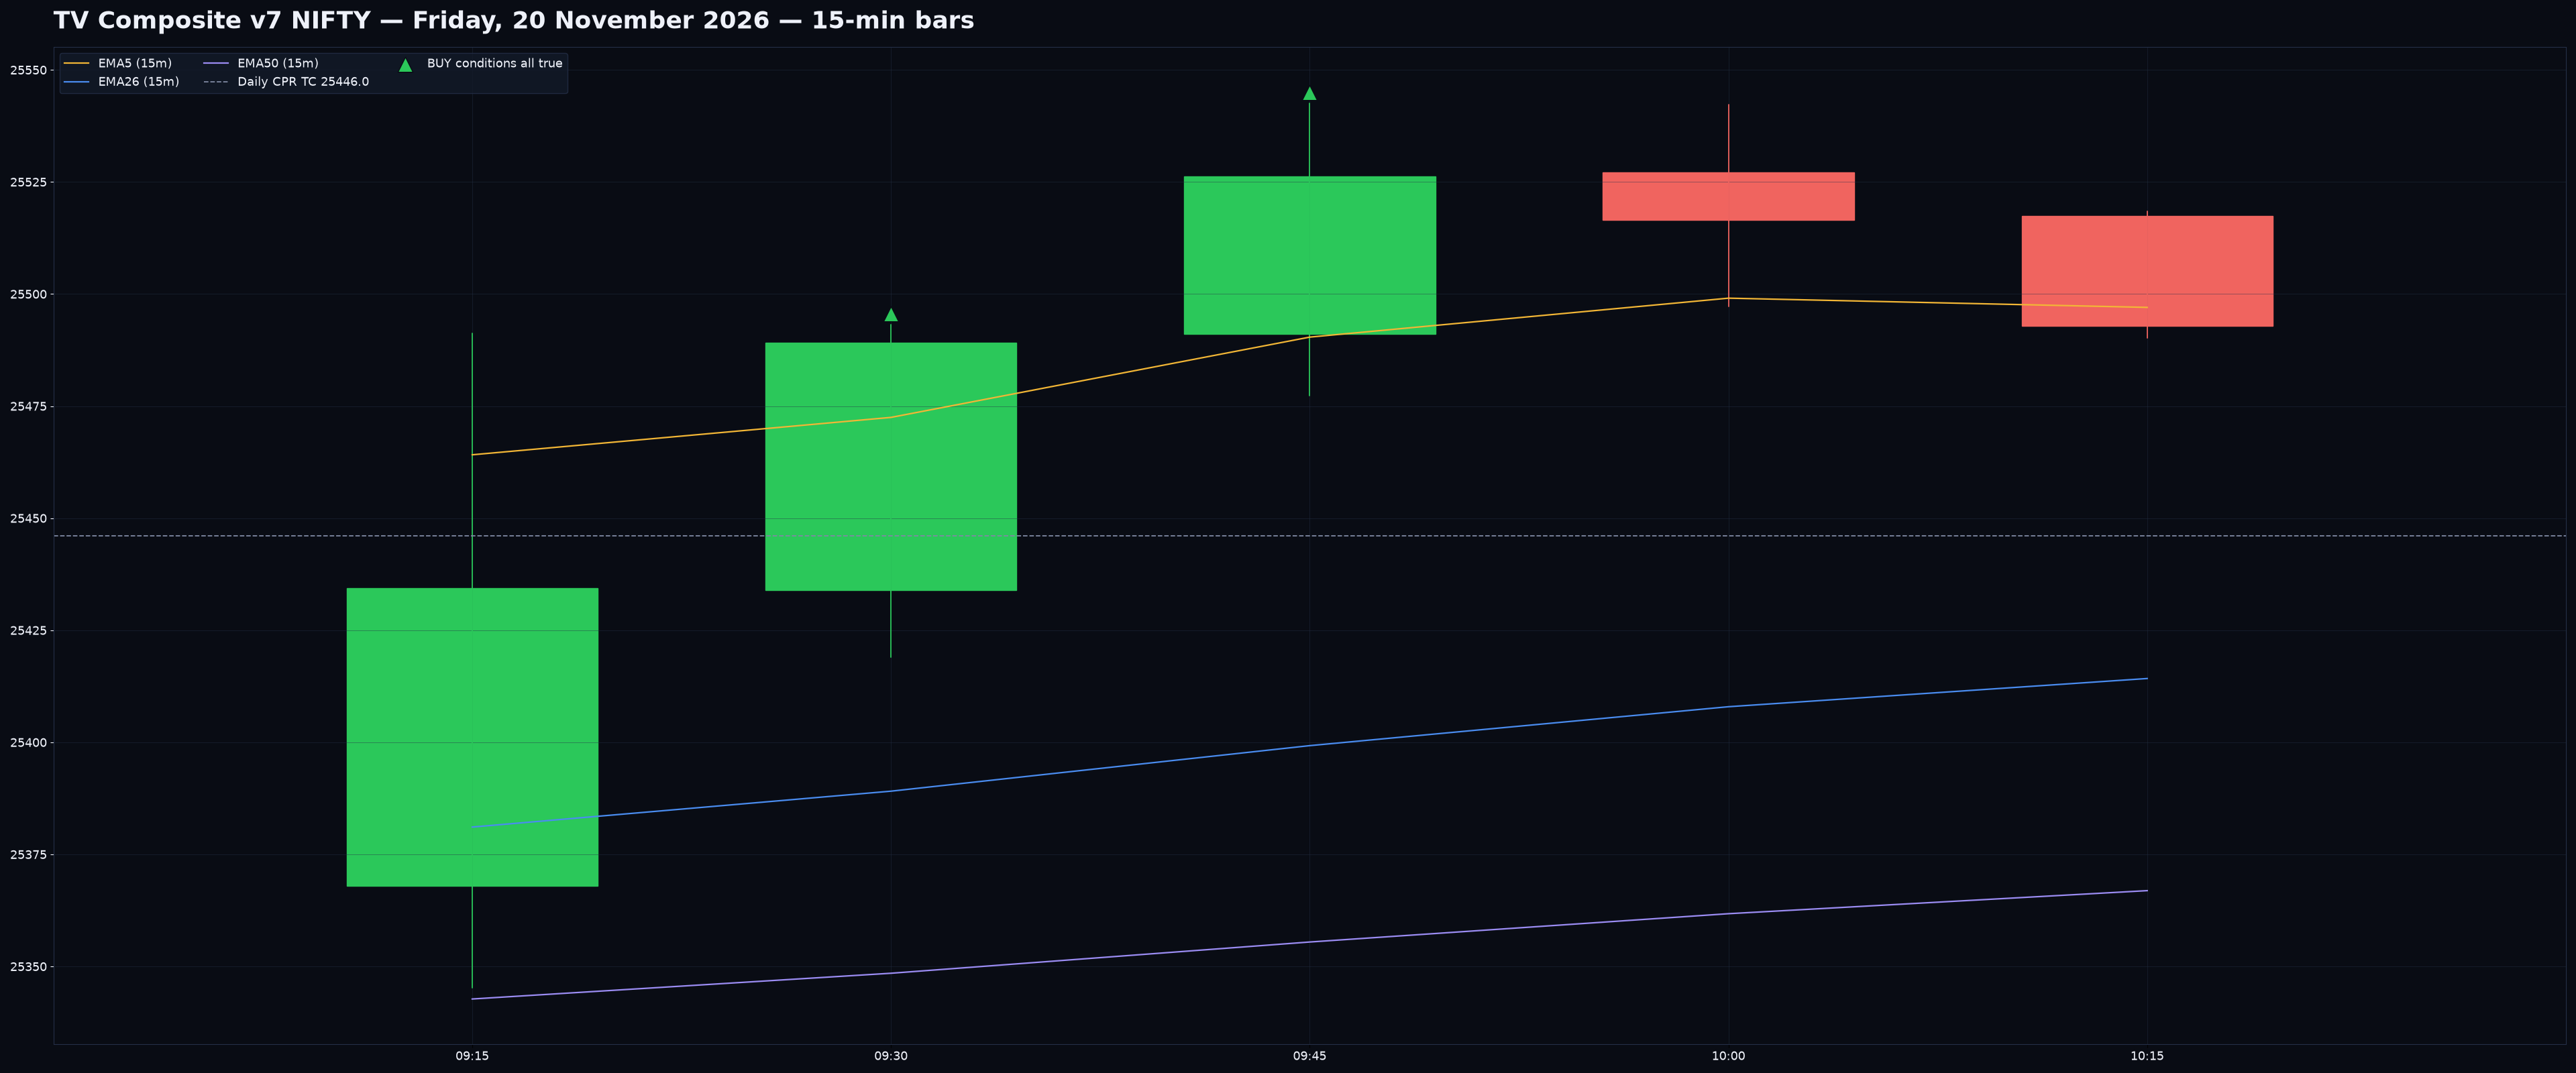 TV Composite v7 NIFTY — Friday, 20 November 2026 — 15-min bars
EMA5 (15m)
EMA26 (15m)
EMA50 (15m)
Daily CPR TC 25446.0
BUY conditions all true
25550
25525
25500
25475
25450
25425
25400
25375
25350
09:15
09:30
09:45
10:00
10:15